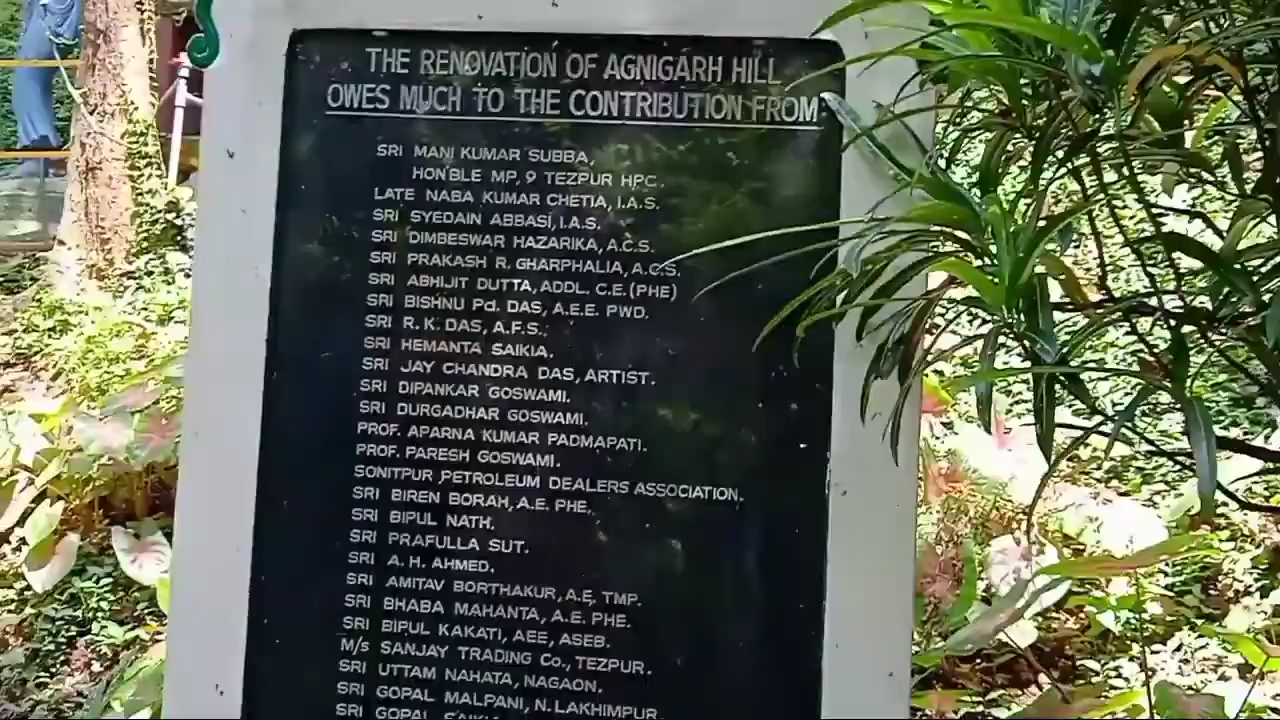 THE RENOVATION OF AGNIGARH HILL
OWES MUCH TO THE CONTRIBUTION FROM:
SRI MANI KUMAR SUBBA,
HON'BLE MP, 9 TEZPUR HPC.
LATE NABA KUMAR CHETIA, I.A.S.
SRI SYEDAIN ABBASI, I.A.S.
SRI DIMBESWAR HAZARIKA, A.C.S.
SRI PRAKASH R. GHARPHALIA, A.C.S.
SRI ABHIJIT DUTTA, ADDL. C.E. (PHE)
SRI BISHNU Pd. DAS, A.E.E. PWD.
SRI R. K. DAS, A.F.S.,
SRI HEMANTA SAIKIA.
SRI JAY CHANDRA DAS, ARTIST.
SRI DIPANKAR GOSWAMI.
SRI DURGADHAR GOSWAMI.
PROF. APARNA KUMAR PADMAPATI.
PROF. PARESH GOSWAMI.
SONITPUR PETROLEUM DEALERS ASSOCIATION.
SRI BIREN BORAH, A.E. PHE.
SRI BIPUL NATH.
SRI PRAFULLA SUT.
SRI A. H. AHMED.
SRI AMITAV BORTHAKUR, A.E. TMP.
SRI BHABA MAHANTA, A.E. PHE.
SRI BIPUL KAKATI, AEE, ASEB.
M/s SANJAY TRADING Co., TEZPUR.
SRI UTTAM NAHATA, NAGAON.
SRI GOPAL MALPANI, N. LAKHIMPUR.
SRI GOPAL